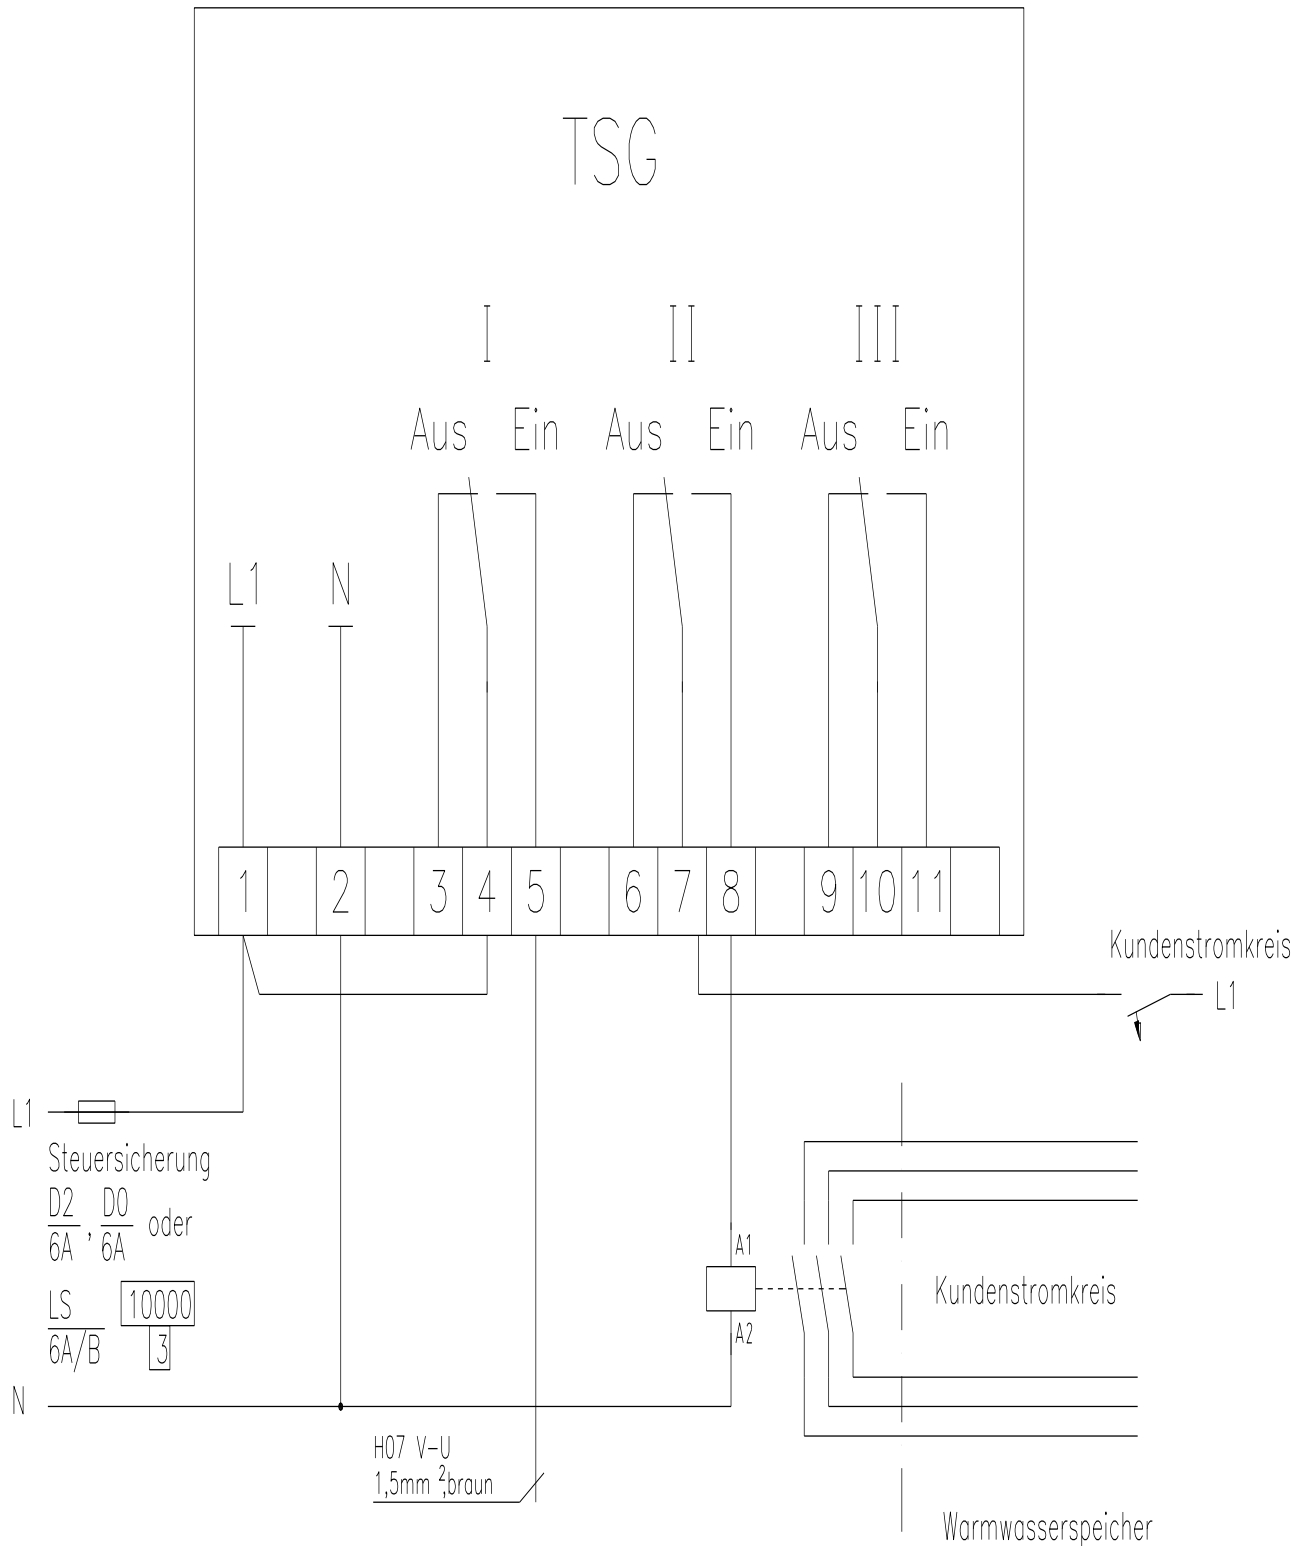 TSG
I II III
Aus Ein Aus Ein Aus Ein
L1 N
1 2 3 4 5 6 7 8 9 10 11
Kundenstromkreis
L1
L1
Steuersicherung
D2/6A , D0/6A oder
A1
LS/6A/B 10000
3
A2
Kundenstromkreis
N
H07 V-U
1,5mm²,braun
Warmwasserspeicher